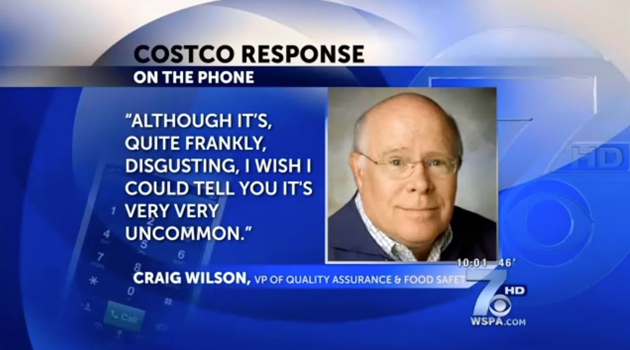 COSTCO RESPONSE
ON THE PHONE
“ALTHOUGH IT’S,
QUITE FRANKLY,
DISGUSTING, I WISH I
COULD TELL YOU IT'S
VERY VERY
UNCOMMON.”
CRAIG WILSON, VP OF QUALITY ASSURANCE & FOOD SAFET
HD
10:01 46°
7 HD
WSPA.COM
Call